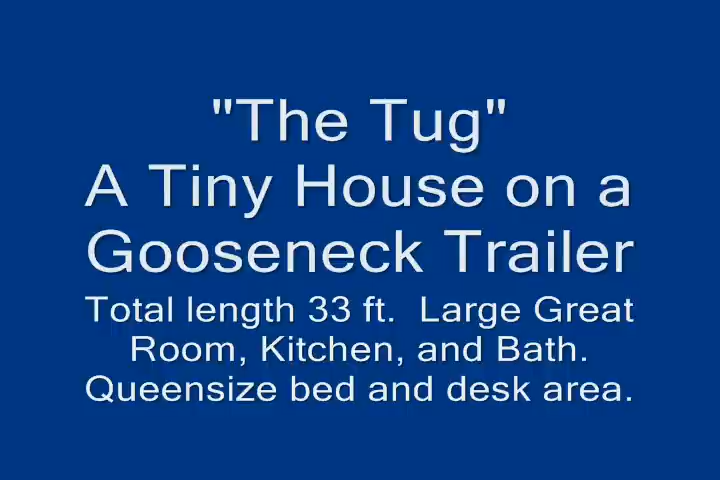 "The Tug"
A Tiny House on a
Gooseneck Trailer
Total length 33 ft.  Large Great
Room, Kitchen, and Bath.
Queensize bed and desk area.